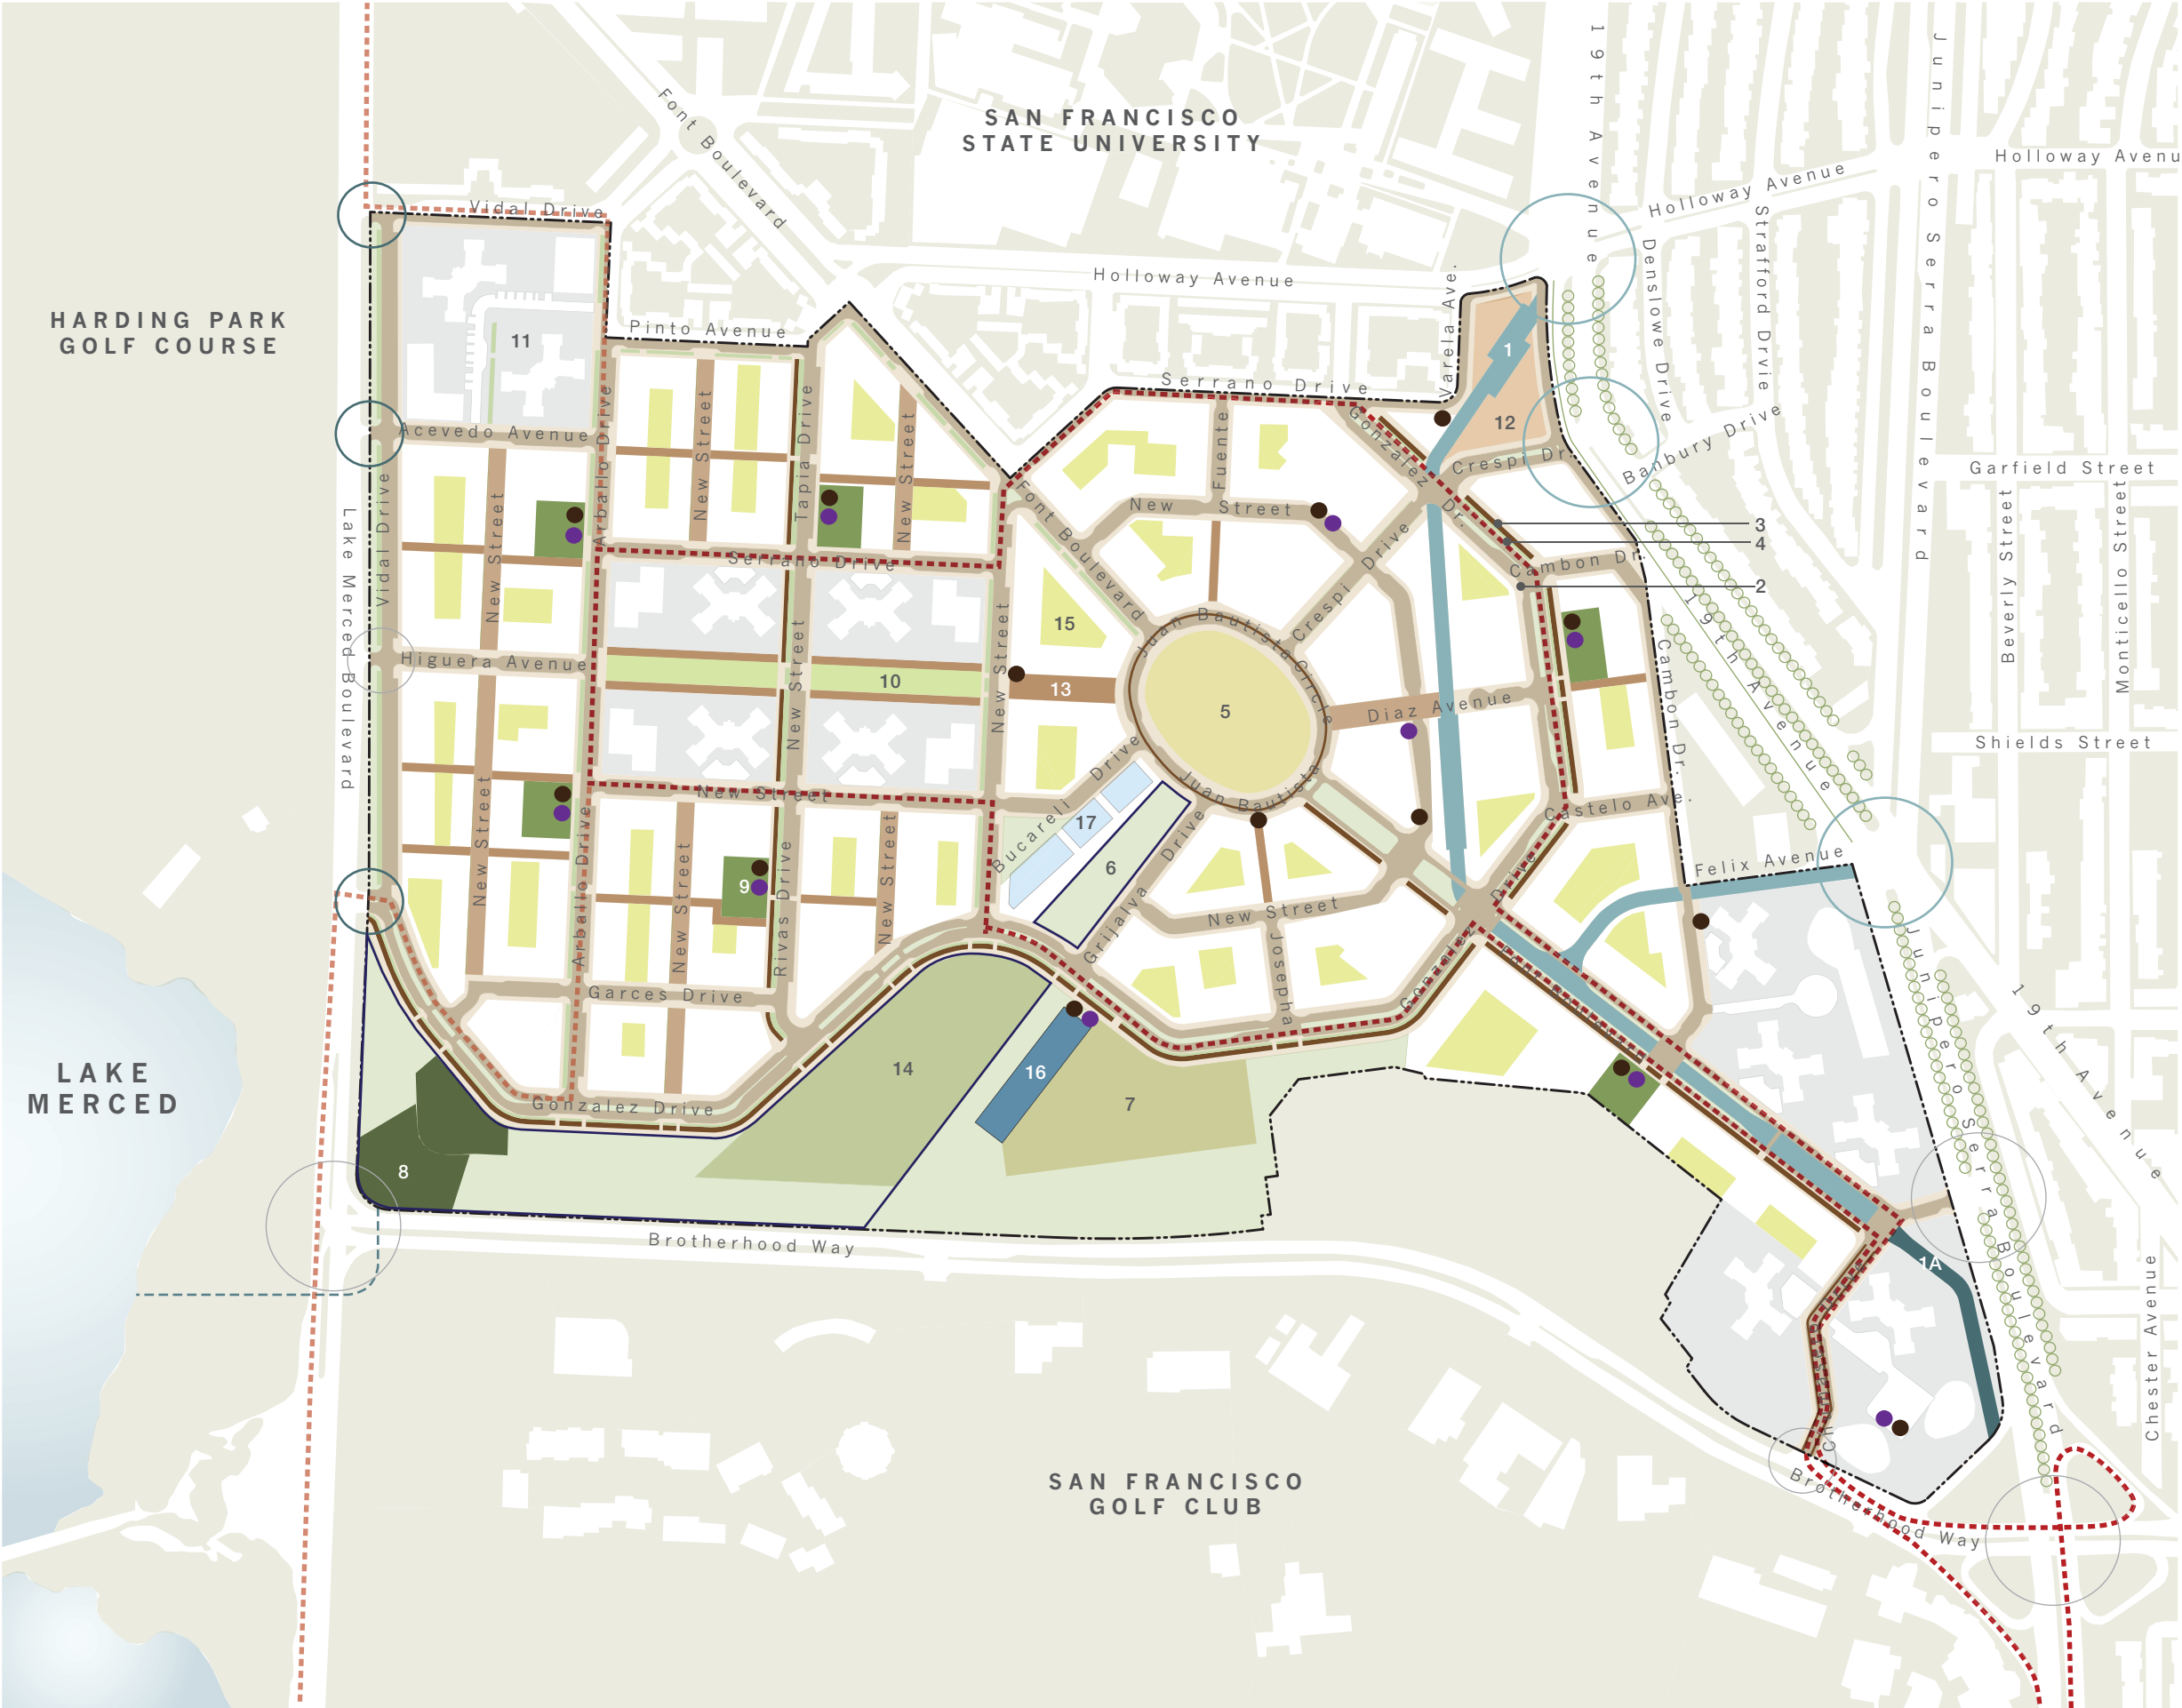 SAN FRANCISCO
STATE UNIVERSITY
19th Avenue
Junipero Serra Boulevard
Holloway Avenu
Holloway Avenue
Font Boulevard
Vidal Drive
Denslowe Drive
Strafford Drvie
Holloway Avenue
Varela Ave.
HARDING PARK
GOLF COURSE
Pinto Avenue
11
1
Serrano Drive
12
Banbury Drive
Acevedo Avenue
Arballo Drive
New Street
Tapia Drive
New Street
Fuente
Gonzalez Dr.
Crespi Dr.
Garfield Street
Beverly Street
Monticello Street
Lake Merced Boulevard
Vidal Drive
New Street
Font Boulevard
New Street
3
4
Serrano Drive
Crespi Drive
Cambon Dr.
2
15
Juan Bautista Circle
19th Avenue
Higuera Avenue
New Street
New Street
10
13
5
Diaz Avenue
Cambon Dr.
Shields Street
New Street
Bucarell Drive
Juan Bautista
Castelo Ave.
New Street
17
6
Arballo Drive
9
New Street
Rivas Drive
New Street
Grijalva Drive
New Street
Josepha
Gonzalez Drive
Felix Avenue
Junipero Serra Boulevard
19th Avenue
Garces Drive
LAKE
MERCED
14
16
7
Gonzalez Drive
8
Brotherhood Way
1A
Chester Avenue
SAN FRANCISCO
GOLF CLUB
Brotherhood Way